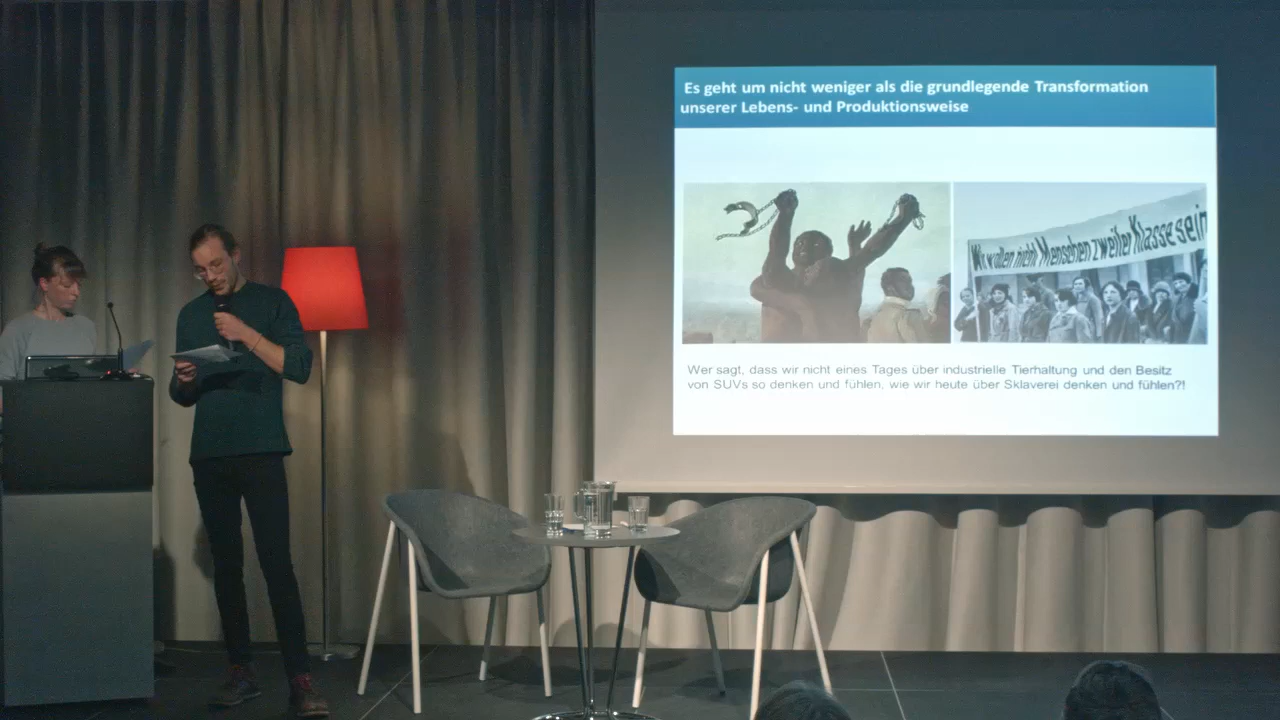 Es geht um nicht weniger als die grundlegende Transformation
unserer Lebens- und Produktionsweise
Wir wollen nicht Menschen zweiter Klasse sein
Wer sagt, dass wir nicht eines Tages über industrielle Tierhaltung und den Besitz
von SUVs so denken und fühlen, wie wir heute über Sklaverei denken und fühlen?!